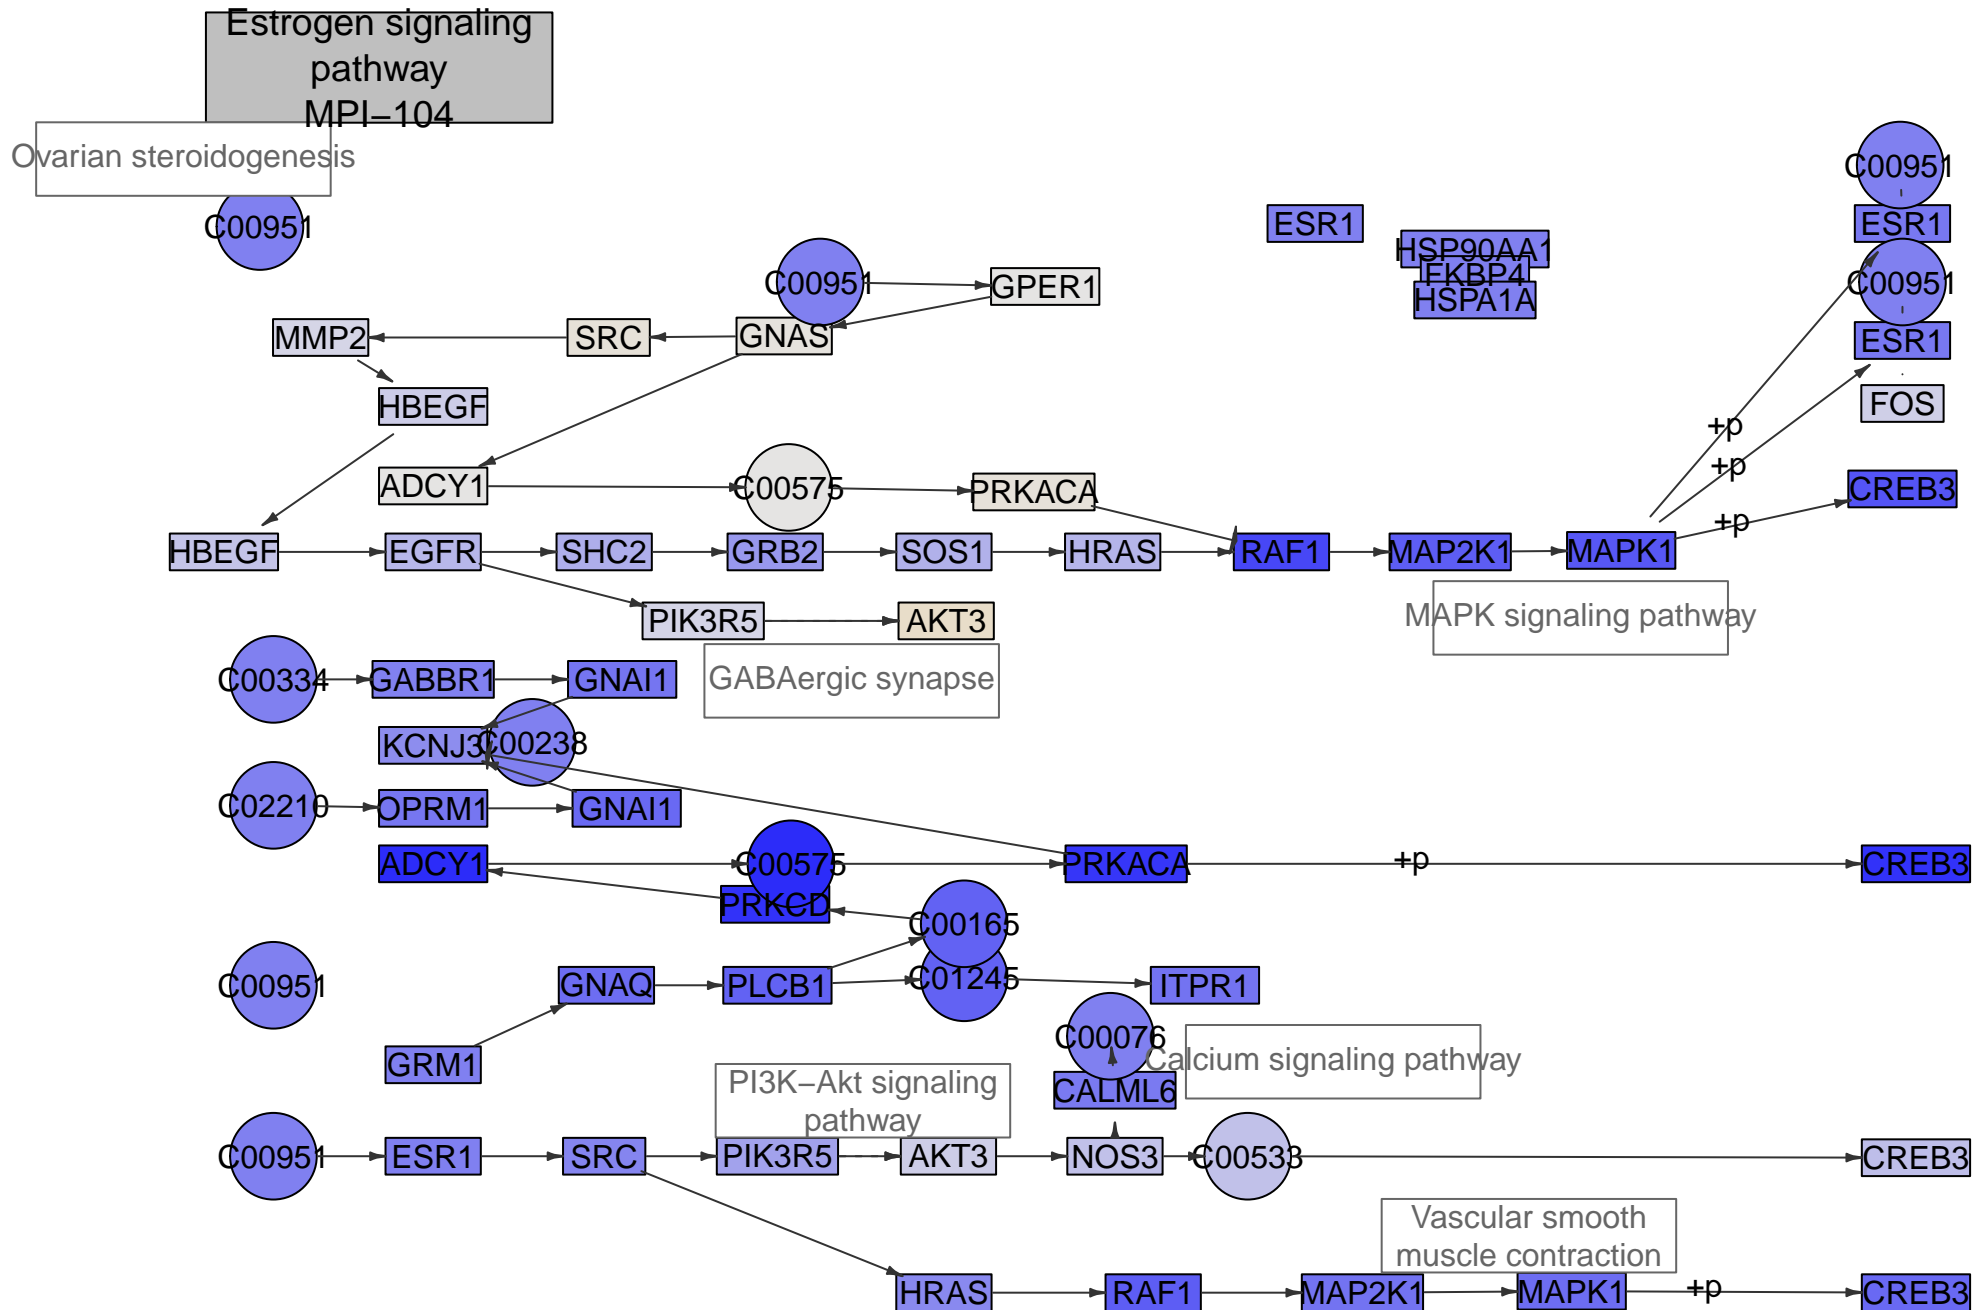 Estrogen signaling
pathway
MPI−104
Ovarian steroidogenesis
C00951
C00951
ESR1
C00951
ESR1
HSP90AA1
FKBP4
HSPA1A
C00951
GPER1
C00951
ESR1
MMP2
SRC
GNAS
HBEGF
FOS
+p
+p
ADCY1
C00575
PRKACA
CREB3
+p
HBEGF
EGFR
SHC2
GRB2
SOS1
HRAS
RAF1
MAP2K1
MAPK1
PIK3R5
AKT3
MAPK signaling pathway
C00334
GABBR1
GNAI1
GABAergic synapse
KCNJ3
C00238
C02210
OPRM1
GNAI1
ADCY1
C00575
PRKACA
+p
CREB3
PRKCD
C00165
C00951
GNAQ
PLCB1
C01245
ITPR1
C00076
Calcium signaling pathway
GRM1
CALML6
PI3K−Akt signaling
pathway
C00951
ESR1
SRC
PIK3R5
AKT3
NOS3
C00533
CREB3
Vascular smooth
muscle contraction
HRAS
RAF1
MAP2K1
MAPK1
+p
CREB3